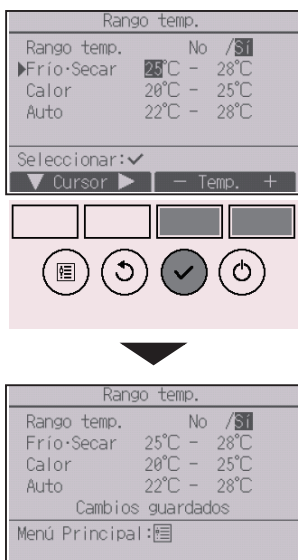 Rango temp.
Rango temp. No /Sí
▶Frío·Secar 25°C - 28°C
Calor 20°C - 25°C
Auto 22°C - 28°C
Seleccionar:✓
▼ Cursor ▶ - Temp. +
Rango temp.
Rango temp. No /Sí
Frío·Secar 25°C - 28°C
Calor 20°C - 25°C
Auto 22°C - 28°C
Cambios guardados
Menú Principal: